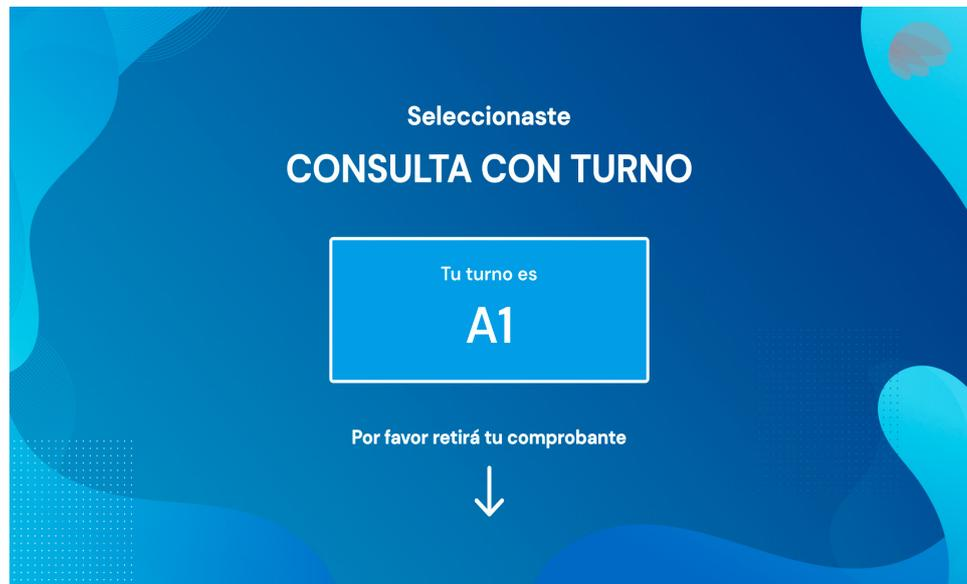 Seleccionaste
CONSULTA CON TURNO
Tu turno es
A1
Por favor retirá tu comprobante